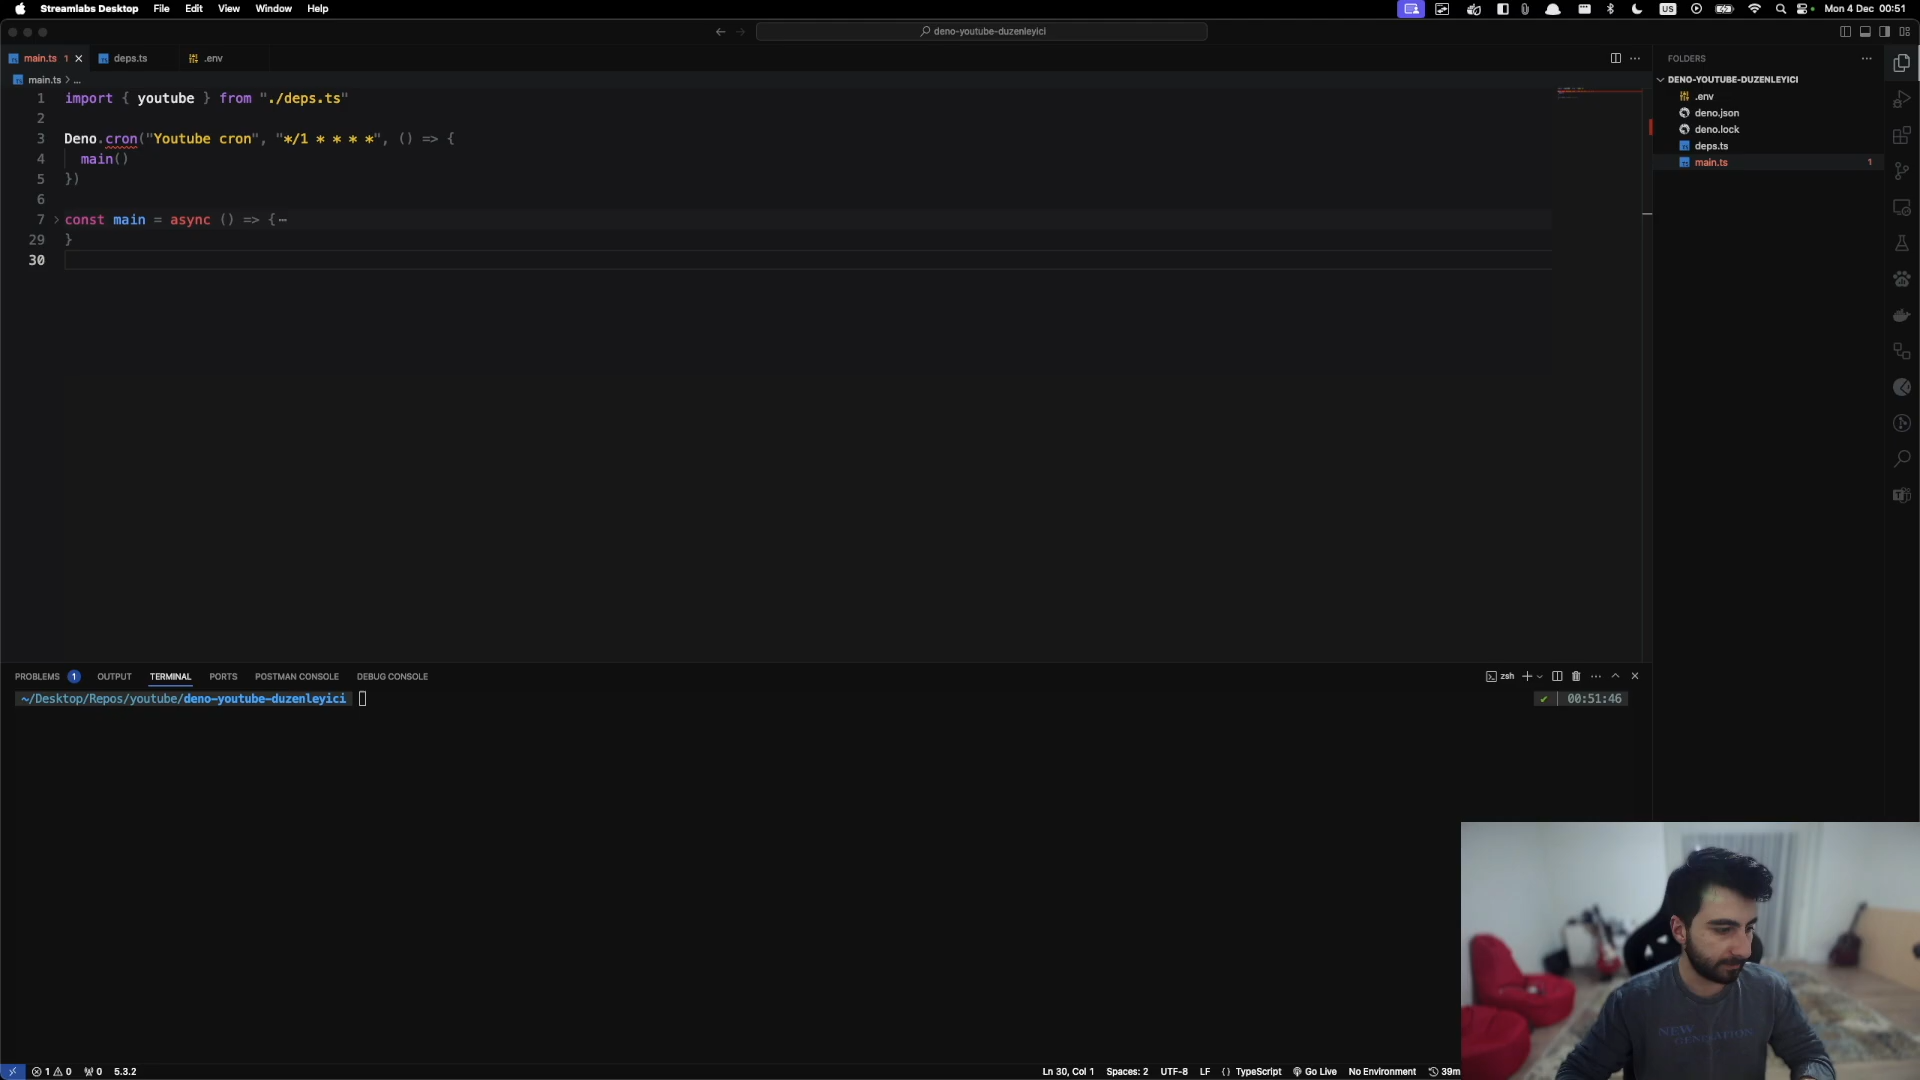 Streamlabs Desktop File Edit View Window Help
US Mon 4 Dec 00:51
deno-youtube-duzenleyici
main.ts 1
deps.ts
.env
main.ts > ...
1 import { youtube } from "./deps.ts"
2
3 Deno.cron("Youtube cron", "*/1 * * * *", () => {
4 main()
5 })
6
7 const main = async () => {
29 }
30
FOLDERS
DENO-YOUTUBE-DUZENLEYICI
.env
deno.json
deno.lock
deps.ts
main.ts 1
PROBLEMS 1 OUTPUT TERMINAL PORTS POSTMAN CONSOLE DEBUG CONSOLE
zsh
~/Desktop/Repos/youtube/deno-youtube-duzenleyici
00:51:46
NEW
GENERATION
1 0 0 5.3.2
Ln 30, Col 1 Spaces: 2 UTF-8 LF {} TypeScript Go Live No Environment 39m